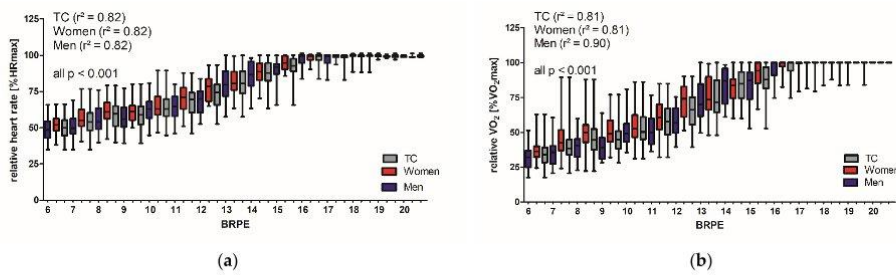 TC (r² = 0.82)
Women (r² = 0.82)
Men (r² = 0.82)
all p < 0.001
relative heart rate [%HRmax]
125
100
75
50
25
0
6 7 8 9 10 11 12 13 14 15 16 17 18 19 20
BRPE
TC
Women
Men
(a)
TC (r² = 0.81)
Women (r² = 0.81)
Men (r² = 0.90)
all p < 0.001
relative VO₂ [%VO₂max]
125
100
75
50
25
0
6 7 8 9 10 11 12 13 14 15 16 17 18 19 20
BRPE
TC
Women
Men
(b)